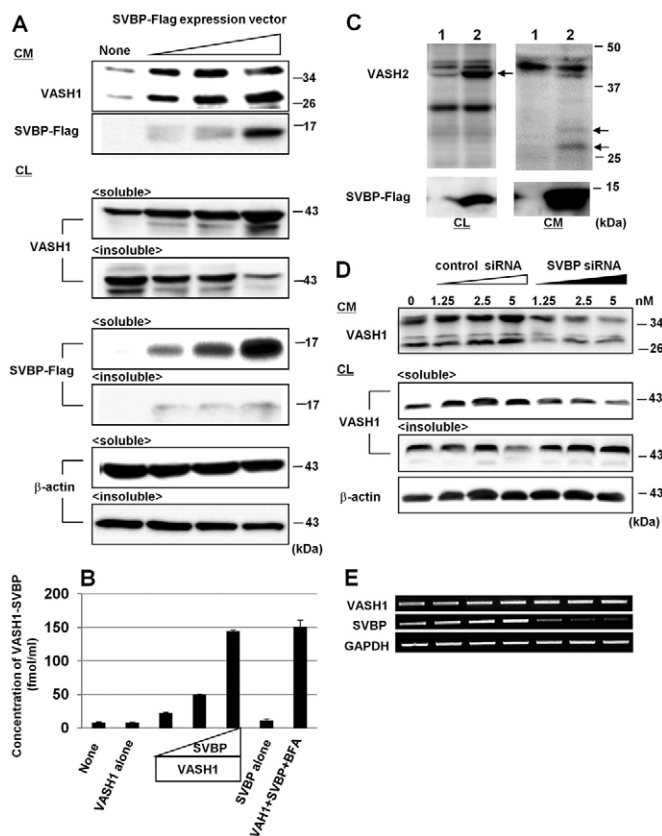 A
SVBP-Flag expression vector
CM
None
VASH1
34
26
SVBP-Flag
17
CL
<soluble>
VASH1
43
<insoluble>
43
<soluble>
SVBP-Flag
17
<insoluble>
17
<soluble>
β-actin
43
<insoluble>
43
(kDa)
B
Concentration of VASH1-SVBP
(fmol/ml)
200
150
100
50
0
None
VASH1 alone
SVBP
VASH1
SVBP alone
VAH1+SVBP+BFA
C
1 2 1 2
VASH2
50
37
25
SVBP-Flag
15
CL CM (kDa)
D
control siRNA SVBP siRNA
0 1.25 2.5 5 1.25 2.5 5 nM
CM
VASH1
34
26
CL
<soluble>
VASH1
43
<insoluble>
43
β-actin
43
(kDa)
E
VASH1
SVBP
GAPDH